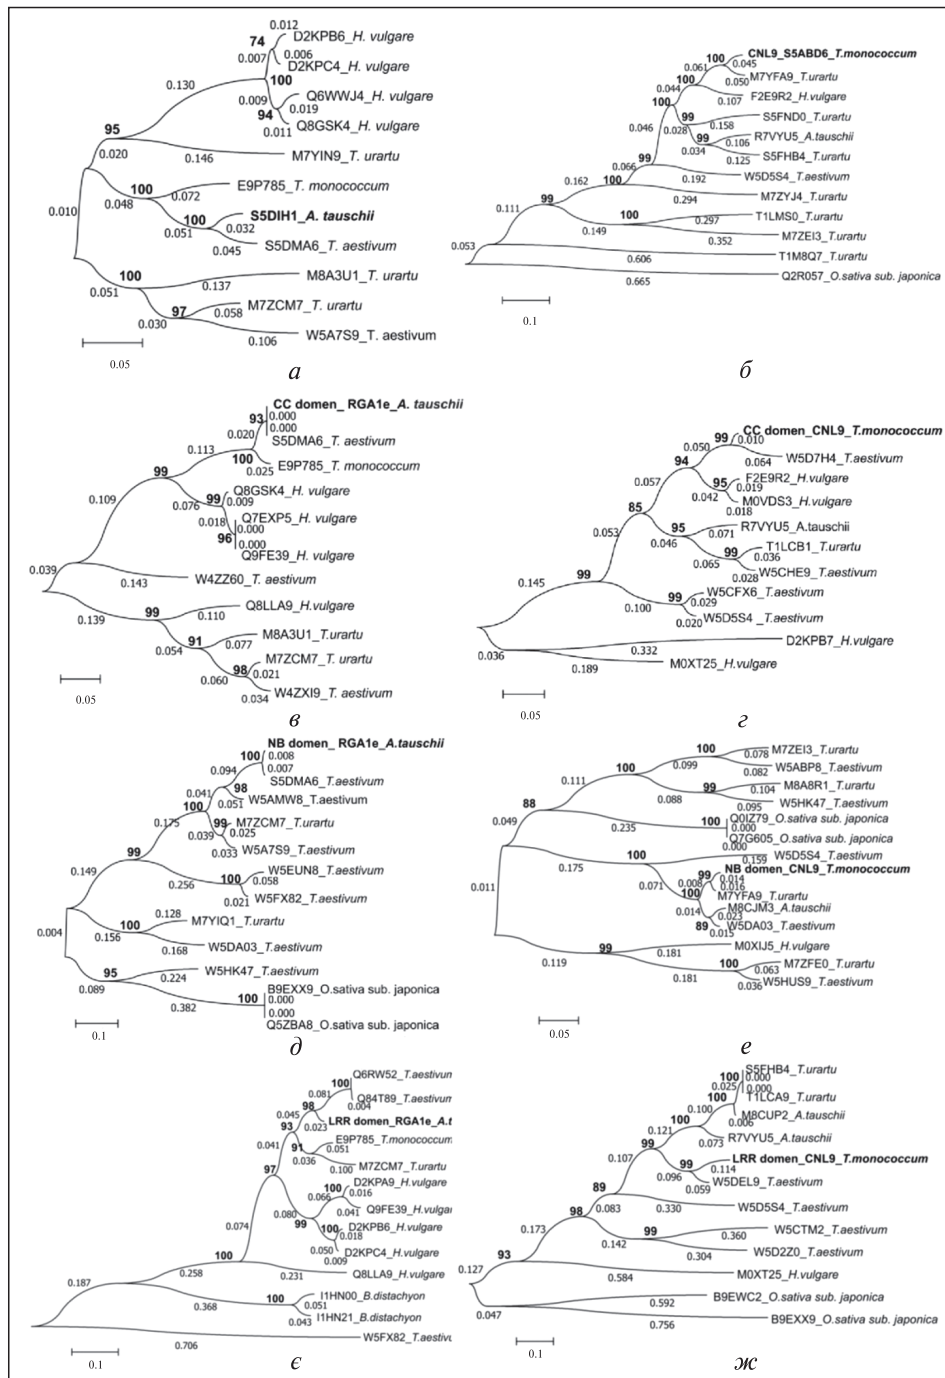 0.012
D2KPB6_H. vulgare
74
0.006
0.007
D2KPC4_H. vulgare
0.130
100
Q6WWJ4_H. vulgare
0.009
0.019
94
Q8GSK4_H. vulgare
0.011
95
M7YIN9_T. urartu
0.020
0.146
E9P785_T. monococcum
100
0.072
0.048
S5DIH1_A. tauschii
0.010
100
0.032
0.051
S5DMA6_T. aestivum
0.045
M8A3U1_T. urartu
100
0.137
0.051
M7ZCM7_T. urartu
97
0.058
0.030
W5A7S9_T. aestivum
0.106
0.05
а
CNL9_S5ABD6_T.monococcum
100
0.045
0.061
M7YFA9_T.urartu
100
0.050
0.044
F2E9R2_H.vulgare
0.107
100
S5FND0_T.urartu
99
0.158
0.046
0.028
R7VYU5_A.tauschii
99
0.106
0.034
S5FHB4_T.urartu
0.125
99
0.066
W5D5S4_T.aestivum
100
0.192
0.162
M7ZYJ4_T.urartu
0.294
99
T1LMS0_T.urartu
0.111
100
0.297
0.149
M7ZEI3_T.urartu
0.352
0.053
T1M8Q7_T.urartu
0.606
Q2R057_O.sativa sub. japonica
0.665
0.1
б
CC domen_ RGA1e_A. tauschii
93
0.000
0.000
0.020
S5DMA6_T. aestivum
0.113
100
E9P785_T. monococcum
0.025
99
Q8GSK4_H. vulgare
99
0.009
0.109
0.076
Q7EXP5_H. vulgare
0.018
0.000
96
0.000
Q9FE39_H. vulgare
0.039
W4ZZ60_T. aestivum
0.143
Q8LLA9_H.vulgare
99
0.110
0.139
M8A3U1_T.urartu
91
0.077
0.054
M7ZCM7_T. urartu
98
0.021
0.060
W4ZXI9_T. aestivum
0.034
0.05
в
CC domen_CNL9_T.monococcum
99
0.010
0.050
W5D7H4_T.aestivum
94
0.064
0.057
F2E9R2_H.vulgare
95
0.019
0.042
M0VDS3_H.vulgare
0.018
85
R7VYU5_A.tauschii
95
0.071
0.053
0.046
T1LCB1_T.urartu
99
0.036
0.065
W5CHE9_T.aestivum
0.028
99
0.145
W5CFX6_T.aestivum
99
0.029
0.100
W5D5S4 _T.aestivum
0.020
D2KPB7_H.vulgare
0.332
0.036
M0XT25_H.vulgare
0.189
0.05
г
NB domen_ RGA1e_A.tauschii
100
0.008
0.007
0.094
S5DMA6_T.aestivum
98
0.041
W5AMW8_T.aestivum
0.051
100
0.175
M7ZCM7_T.urartu
99
0.025
0.039
W5A7S9_T.aestivum
0.033
99
W5EUN8_T.aestivum
0.149
100
0.058
0.256
W5FX82_T.aestivum
0.021
0.128
M7YIQ1_T.urartu
100
0.004
0.156
W5DA03_T.aestivum
0.168
95
W5HK47_T.aestivum
0.224
0.089
B9EXX9_O.sativa sub. japonica
100
0.000
0.382
0.000
Q5ZBA8_O.sativa sub. japonica
0.1
д
M7ZEI3_T.urartu
100
0.078
0.099
W5ABP8_T.aestivum
100
0.082
0.111
M8A8R1_T.urartu
99
0.104
0.088
W5HK47_T.aestivum
0.095
88
Q0IZ79_O.sativa sub. japonica
0.049
100
0.000
0.235
Q7G605_O.sativa sub. japonica
0.000
W5D5S4_T.aestivum
100
0.159
0.175
NB domen_CNL9_T.monococcum
99
0.014
0.071
0.008
0.016
0.011
100
M7YFA9_T.urartu
M8CJM3_A.tauschii
0.014
0.023
W5DA03_T.aestivum
89
0.015
M0XIJ5_H.vulgare
99
0.181
0.119
M7ZFE0_T.urartu
100
0.063
0.181
W5HUS9_T.aestivum
0.036
0.05
е
Q6RW52_T.aestivun
100
0.081
Q84T89_T.aestivun
98
0.004
0.045
LRR domen_RGA1e_A.t
93
0.023
E9P785_T.monococcum
0.041
91
0.051
0.036
M7ZCM7_T.urartu
97
0.100
D2KPA9_H.vulgare
100
0.016
0.066
Q9FE39_H.vulgar
0.080
0.041
99
D2KPB6_H.vulgare
0.074
100
0.018
0.050
D2KPC4_H.vulgare
100
0.009
Q8LLA9_H.vulgare
0.258
0.231
0.187
I1HN00_B.distachyon
100
0.051
0.368
I1HN21_B.distachyon
0.043
W5FX82_T.aestivu
0.706
0.1
є
S5FHB4_T.urartu
100
0.000
0.025
0.000
100
T1LCA9_T.urartu
0.100
M8CUP2_A.tauschii
100
0.006
0.121
R7VYU5_A.tauschii
99
0.073
0.107
LRR domen_CNL9_T.monococcum
99
0.114
0.096
W5DEL9_T.aestivum
89
0.059
0.083
W5D5S4_T.aestivum
0.330
98
0.173
W5CTM2_T.aestivum
99
0.360
0.142
W5D2Z0_T.aestivum
0.304
93
0.127
M0XT25_H.vulgare
0.584
B9EWC2_O.sativa sub. japonica
0.592
0.047
B9EXX9_O.sativa sub. japonica
0.756
0.1
ж